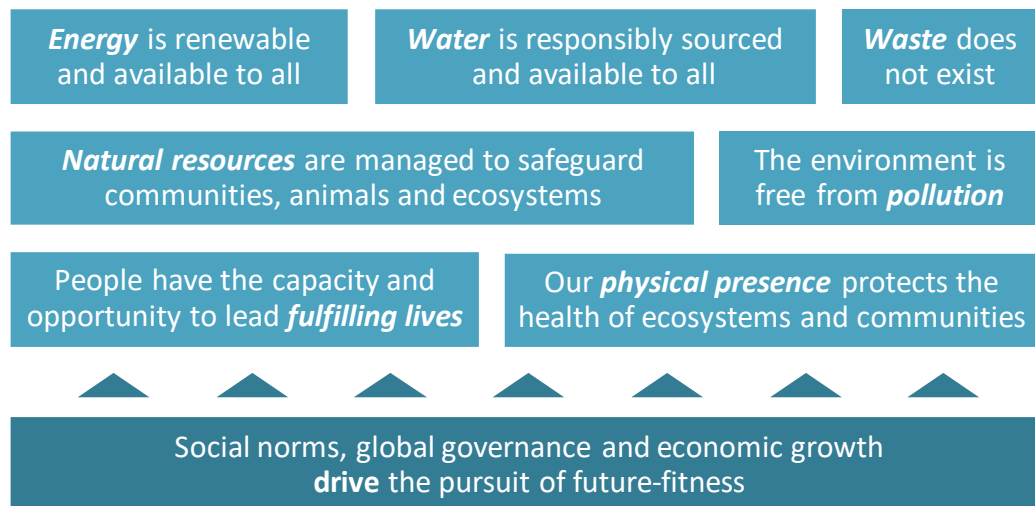 Energy is renewable
and available to all
Water is responsibly sourced
and available to all
Waste does
not exist
Natural resources are managed to safeguard
communities, animals and ecosystems
The environment is
free from pollution
People have the capacity and
opportunity to lead fulfilling lives
Our physical presence protects the
health of ecosystems and communities
Social norms, global governance and economic growth
drive the pursuit of future-fitness